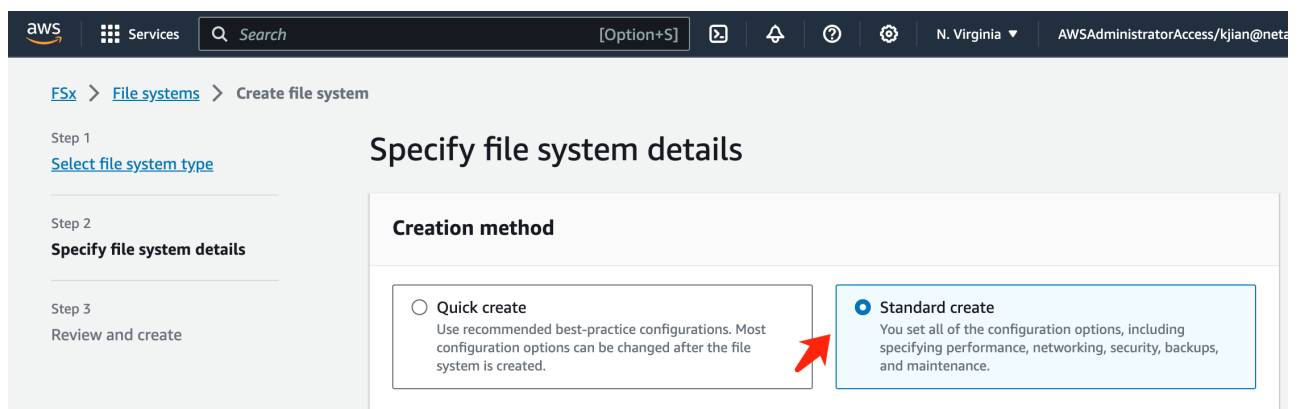 aws Services Search [Option+S] N. Virginia ▼ AWSAdministratorAccess/kjian@neta
FSx > File systems > Create file system
Step 1
Select file system type
Step 2
Specify file system details
Step 3
Review and create
Specify file system details
Creation method
Quick create
Use recommended best-practice configurations. Most
configuration options can be changed after the file
system is created.
Standard create
You set all of the configuration options, including
specifying performance, networking, security, backups,
and maintenance.